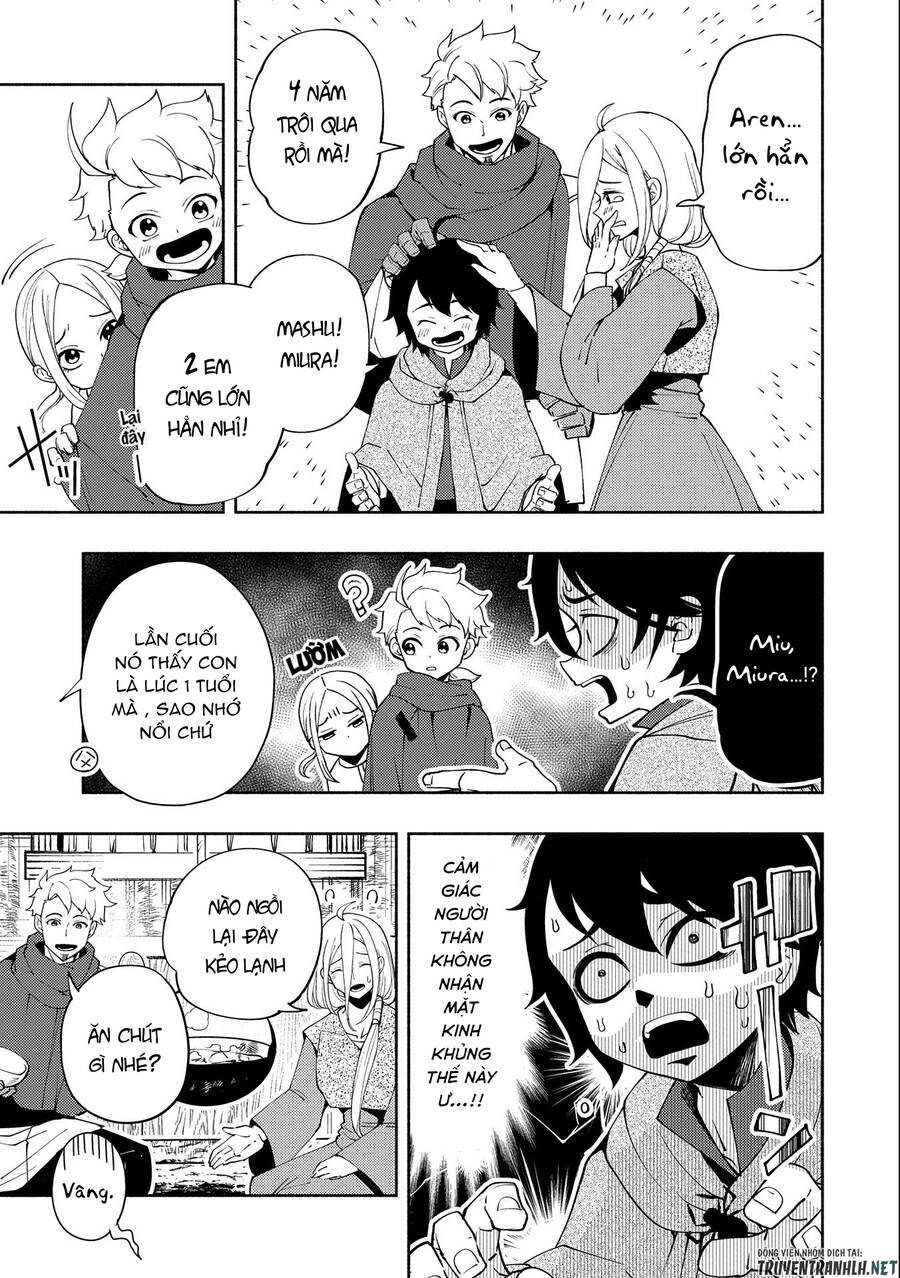 Aren...
lớn hẳn
rồi...
4 NĂM
TRÔI QUA
RỒI MÀ!
MASHU!
MIURA!
2 EM
CŨNG LỚN
HẲN NHỈ!
Lại
đây
Miu,
Miura...!?
?
LƯỜM
LẦN CUỐI
NÓ THẤY CON
LÀ LÚC 1 TUỔI
MÀ , SAO NHỚ
NỔI CHỨ
父
CẢM
GIÁC
NGƯỜI
THÂN
KHÔNG
NHẬN
MẶT
KINH
KHỦNG
THẾ NÀY
Ư...!!
NÀO NGỒI
LẠI ĐÂY
KẺO LẠNH
ĂN CHÚT
GÌ NHÉ?
Vâng.
ĐỘNG VIÊN NHÓM DỊCH TẠI:
TRUYENTRANHLH.NET